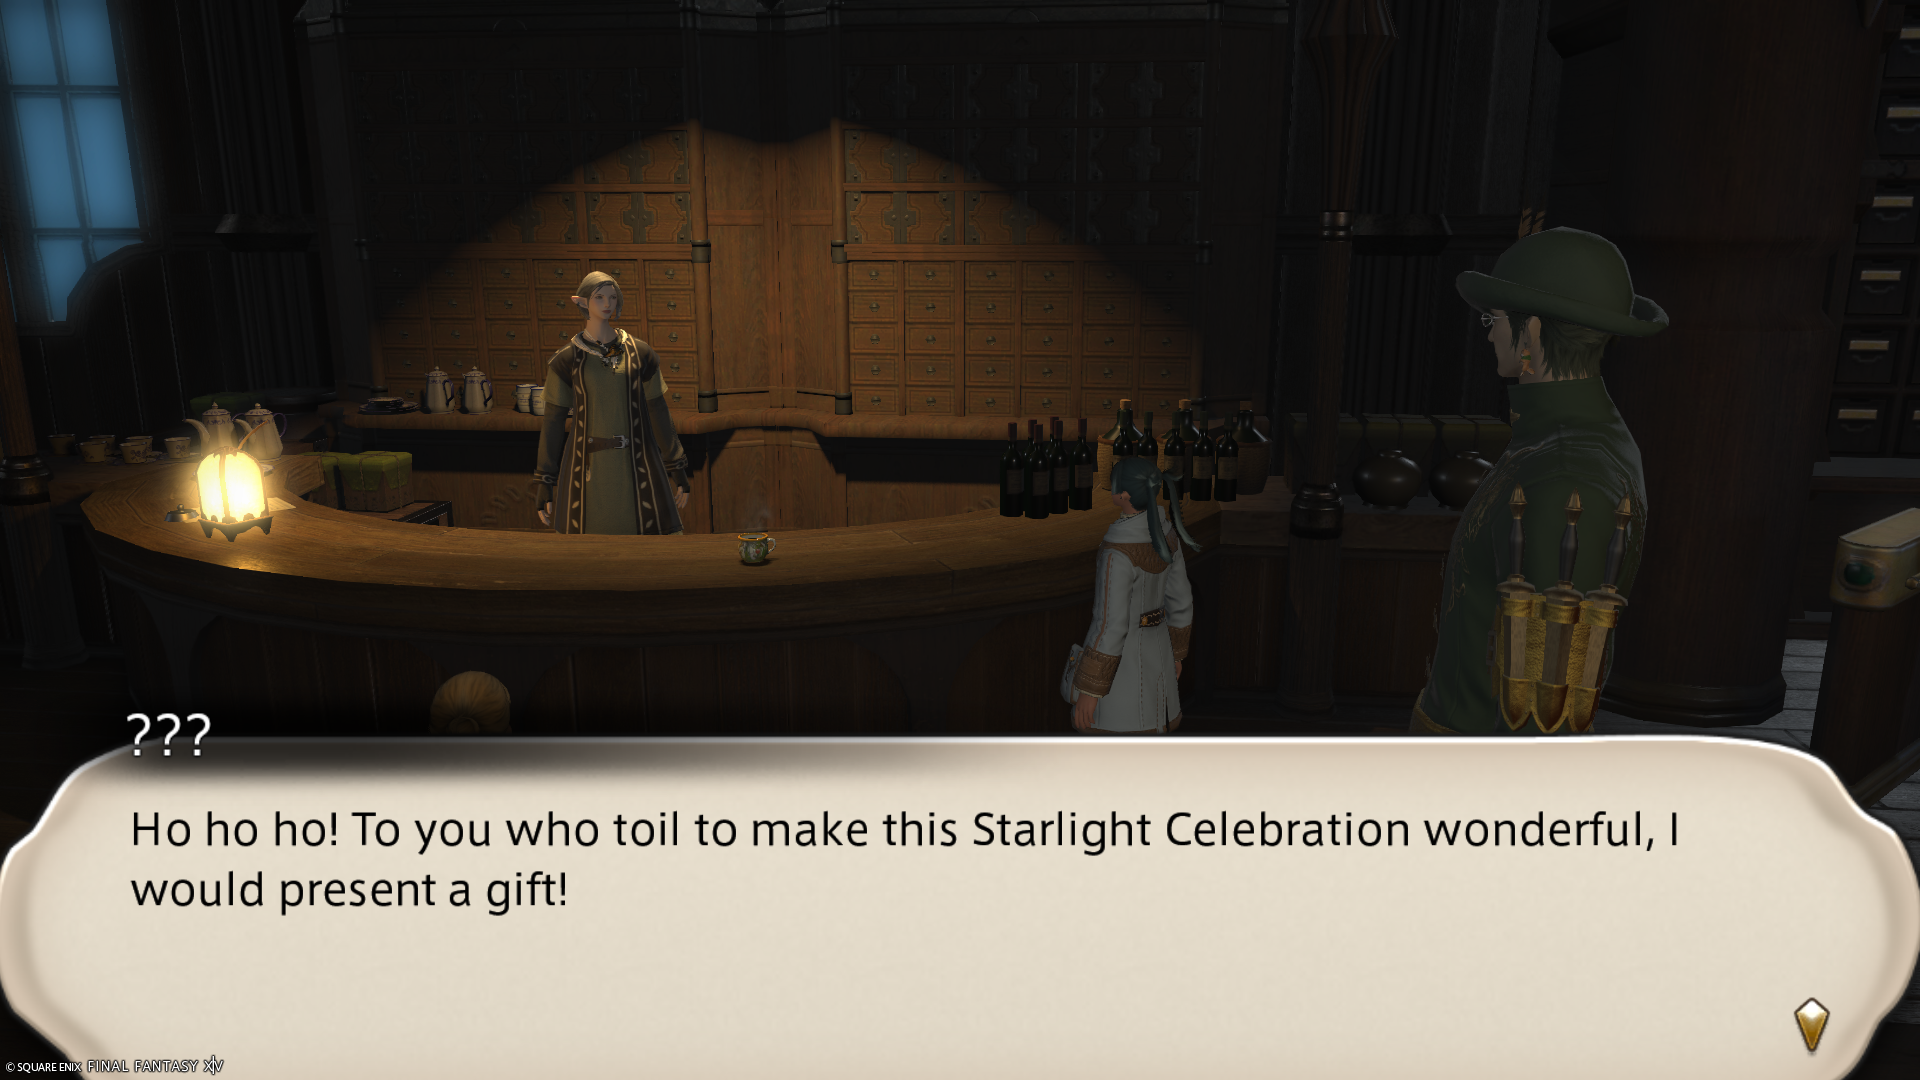 ???
Ho ho ho! To you who toil to make this Starlight Celebration wonderful, I
would present a gift!
© SQUARE ENIX FINAL FANTASY XIV